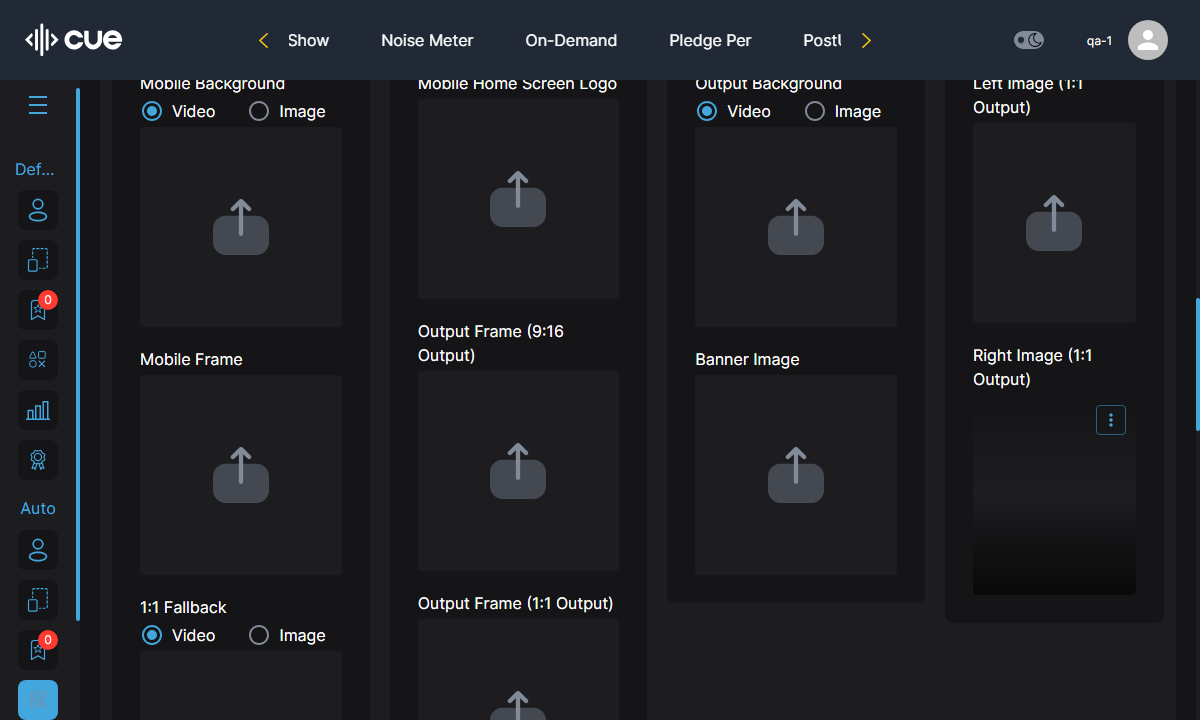 cue
Show
Noise Meter
On-Demand
Pledge Per
qa-1
Def...
0
Auto
0
Mobile Background
Video
Image
Mobile Frame
1:1 Fallback
Video
Image
Mobile Home Screen Logo
Output Frame (9:16
Output)
Output Frame (1:1 Output)
Output Background
Video
Image
Banner Image
Left Image (1:1
Output)
Right Image (1:1
Output)